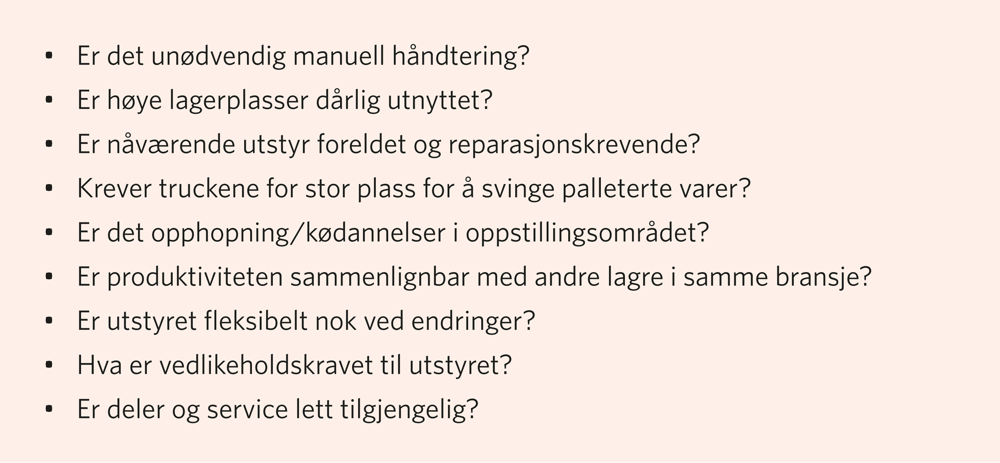 • Er det unødvendig manuell håndtering?
• Er høye lagerplasser dårlig utnyttet?
• Er nåværende utstyr foreldet og reparasjonskrevende?
• Krever truckene for stor plass for å svinge palleterte varer?
• Er det opphopning/kødannelser i oppstillingsområdet?
• Er produktiviteten sammenlignbar med andre lagre i samme bransje?
• Er utstyret fleksibelt nok ved endringer?
• Hva er vedlikeholdskravet til utstyret?
• Er deler og service lett tilgjengelig?